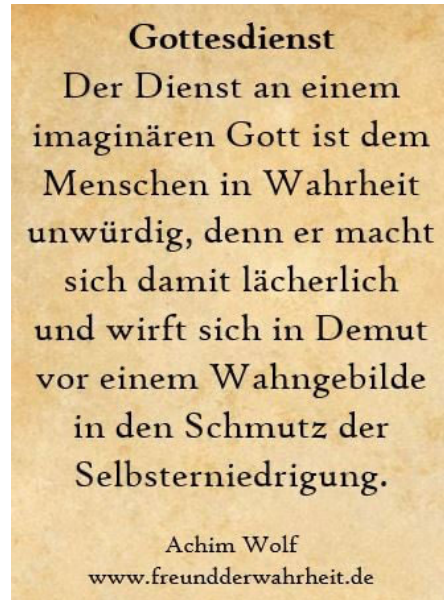 Gottesdienst
Der Dienst an einem
imaginären Gott ist dem
Menschen in Wahrheit
unwürdig, denn er macht
sich damit lächerlich
und wirft sich in Demut
vor einem Wahngebilde
in den Schmutz der
Selbsterniedrigung.
Achim Wolf
www.freundderwahrheit.de